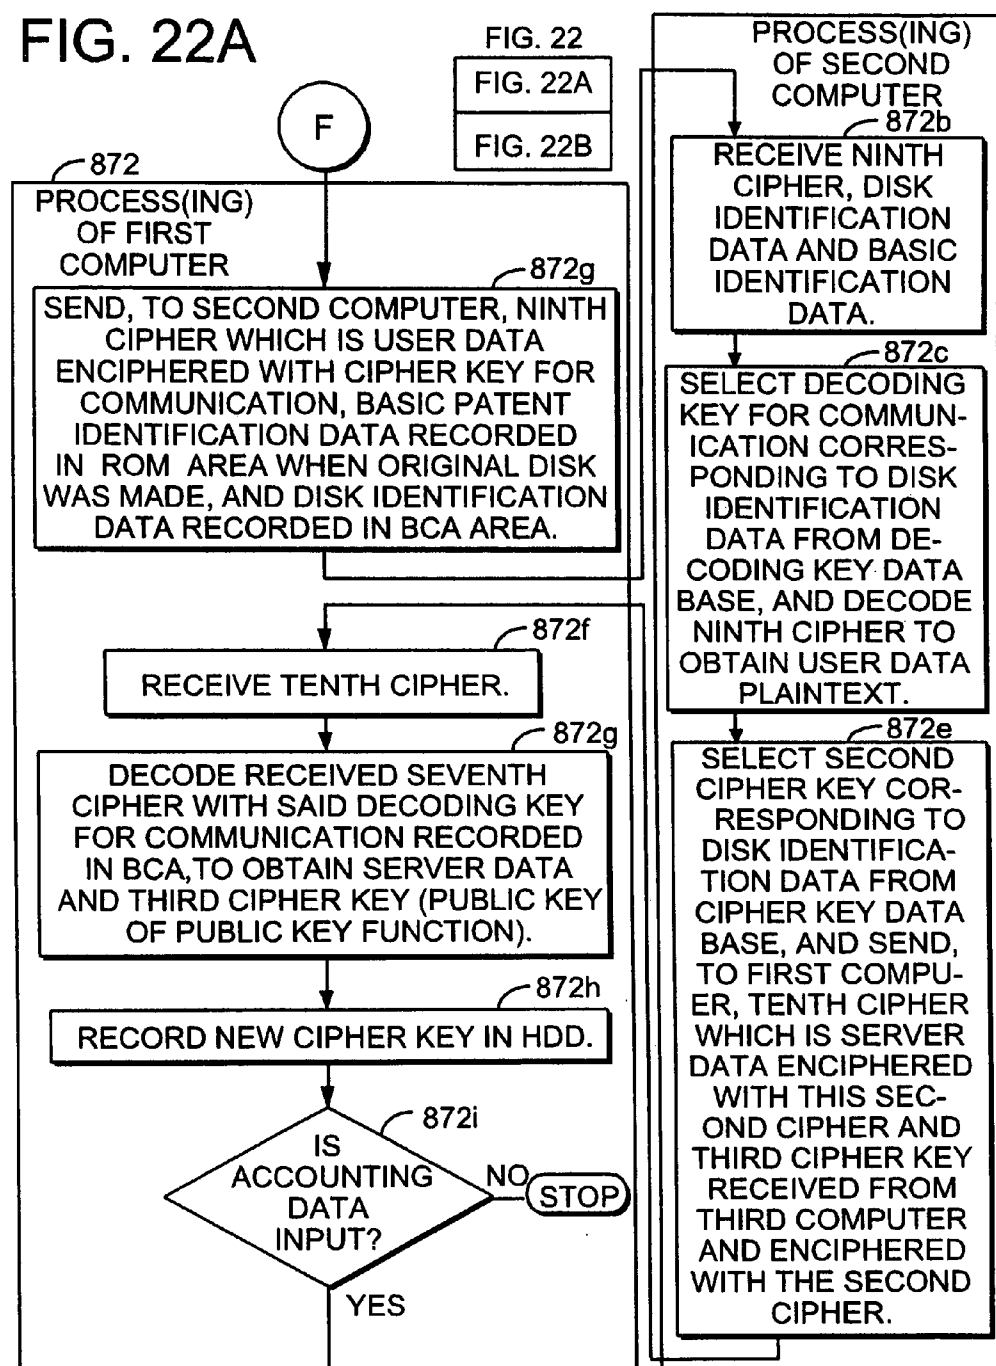 FIG. 22A
FIG. 22
FIG. 22A
FIG. 22B
F
872
PROCESS(ING)
OF FIRST
COMPUTER
872g
SEND, TO SECOND COMPUTER, NINTH
CIPHER WHICH IS USER DATA
ENCIPHERED WITH CIPHER KEY FOR
COMMUNICATION, BASIC PATENT
IDENTIFICATION DATA RECORDED
IN ROM AREA WHEN ORIGINAL DISK
WAS MADE, AND DISK IDENTIFICATION
DATA RECORDED IN BCA AREA.
872f
RECEIVE TENTH CIPHER.
872g
DECODE RECEIVED SEVENTH
CIPHER WITH SAID DECODING KEY
FOR COMMUNICATION RECORDED
IN BCA, TO OBTAIN SERVER DATA
AND THIRD CIPHER KEY (PUBLIC KEY
OF PUBLIC KEY FUNCTION).
872h
RECORD NEW CIPHER KEY IN HDD.
872i
IS
ACCOUNTING
DATA
INPUT?
NO
STOP
YES
PROCESS(ING)
OF SECOND
COMPUTER
872b
RECEIVE NINTH
CIPHER, DISK
IDENTIFICATION
DATA AND BASIC
IDENTIFICATION
DATA.
872c
SELECT DECODING
KEY FOR COMMUN-
ICATION CORRES-
PONDING TO DISK
IDENTIFICATION
DATA FROM DE-
CODING KEY DATA
BASE, AND DECODE
NINTH CIPHER TO
OBTAIN USER DATA
PLAINTEXT.
872e
SELECT SECOND
CIPHER KEY COR-
RESPONDING TO
DISK IDENTIFICA-
TION DATA FROM
CIPHER KEY DATA
BASE, AND SEND,
TO FIRST COMPU-
ER, TENTH CIPHER
WHICH IS SERVER
DATA ENCIPHERED
WITH THIS SEC-
OND CIPHER AND
THIRD CIPHER KEY
RECEIVED FROM
THIRD COMPUTER
AND ENCIPHERED
WITH THE SECOND
CIPHER.